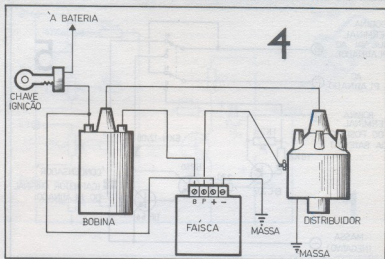 À BATERIA
4
CHAVE
IGNIÇÃO
BOBINA
B P + -
FAÍSCA
MASSA
DISTRIBUIDOR
MASSA